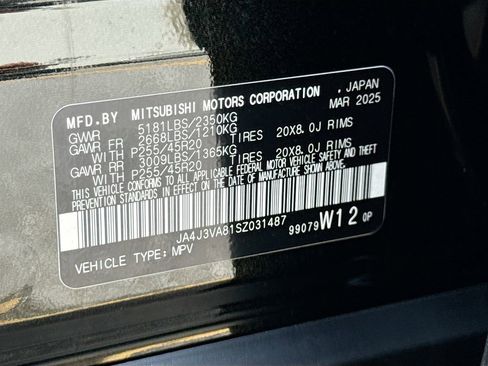 MFD.BY MITSUBISHI MOTORS CORPORATION , JAPAN
MAR 2025
GVWR 5181LBS/2350KG
GAWR FR 2668LBS/1210KG
WITH P255/45R20 TIRES 20X8.0J RIMS
GAWR RR 3009LBS/1365KG
WITH P255/45R20 TIRES 20X8.0J RIMS
THIS VEHICLE CONFORMS TO ALL APPLICABLE FEDERAL MOTOR VEHICLE SAFETY AND THEFT
PREVENTION STANDARDS IN EFFECT ON THE DATE OF MANUFACTURE SHOWN ABOVE.
JA4J3VA81SZ031487
99079 W12 0P
VEHICLE TYPE:MPV